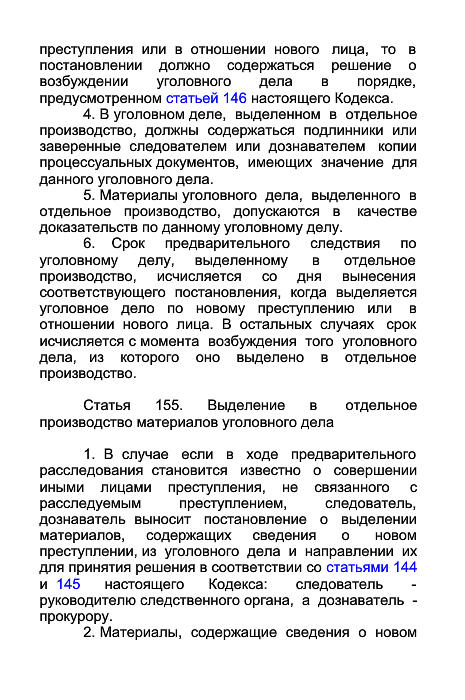 преступления или в отношении нового лица, то в
постановлении должно содержаться решение о
возбуждении уголовного дела в порядке,
предусмотренном статьей 146 настоящего Кодекса.
4. В уголовном деле, выделенном в отдельное
производство, должны содержаться подлинники или
заверенные следователем или дознавателем копии
процессуальных документов, имеющих значение для
данного уголовного дела.
5. Материалы уголовного дела, выделенного в
отдельное производство, допускаются в качестве
доказательств по данному уголовному делу.
6. Срок предварительного следствия по
уголовному делу, выделенному в отдельное
производство, исчисляется со дня вынесения
соответствующего постановления, когда выделяется
уголовное дело по новому преступлению или в
отношении нового лица. В остальных случаях срок
исчисляется с момента возбуждения того уголовного
дела, из которого оно выделено в отдельное
производство.
Статья 155. Выделение в отдельное
производство материалов уголовного дела
1. В случае если в ходе предварительного
расследования становится известно о совершении
иными лицами преступления, не связанного с
расследуемым преступлением, следователь,
дознаватель выносит постановление о выделении
материалов, содержащих сведения о новом
преступлении, из уголовного дела и направлении их
для принятия решения в соответствии со статьями 144
и 145 настоящего Кодекса: следователь -
руководителю следственного органа, а дознаватель -
прокурору.
2. Материалы, содержащие сведения о новом